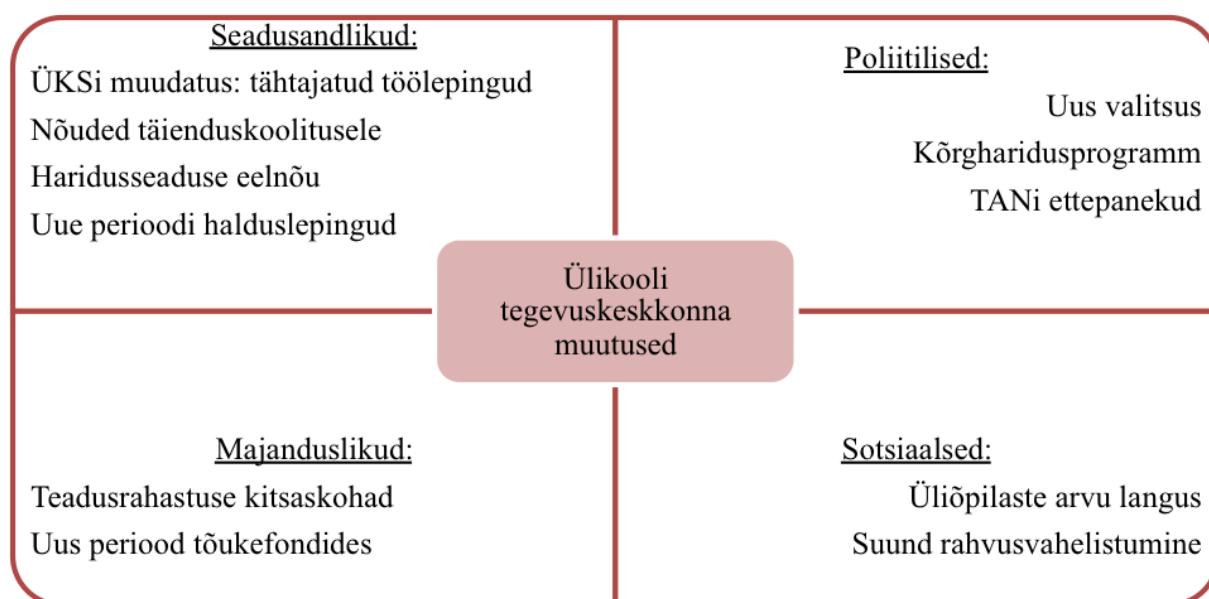 Seadusandlikud:
ÜKSi muudatus: tähtajatud töölepingud
Nõuded täienduskoolitusele
Haridusseaduse eelnõu
Uue perioodi halduslepingud
Poliitilised:
Uus valitsus
Kõrgharidusprogramm
TANi ettepanekud
Ülikooli
tegevuskeskkonna
muutused
Majanduslikud:
Teadusrahastuse kitsaskohad
Uus periood tõukefondides
Sotsiaalsed:
Üliõpilaste arvu langus
Suund rahvusvahelistumine